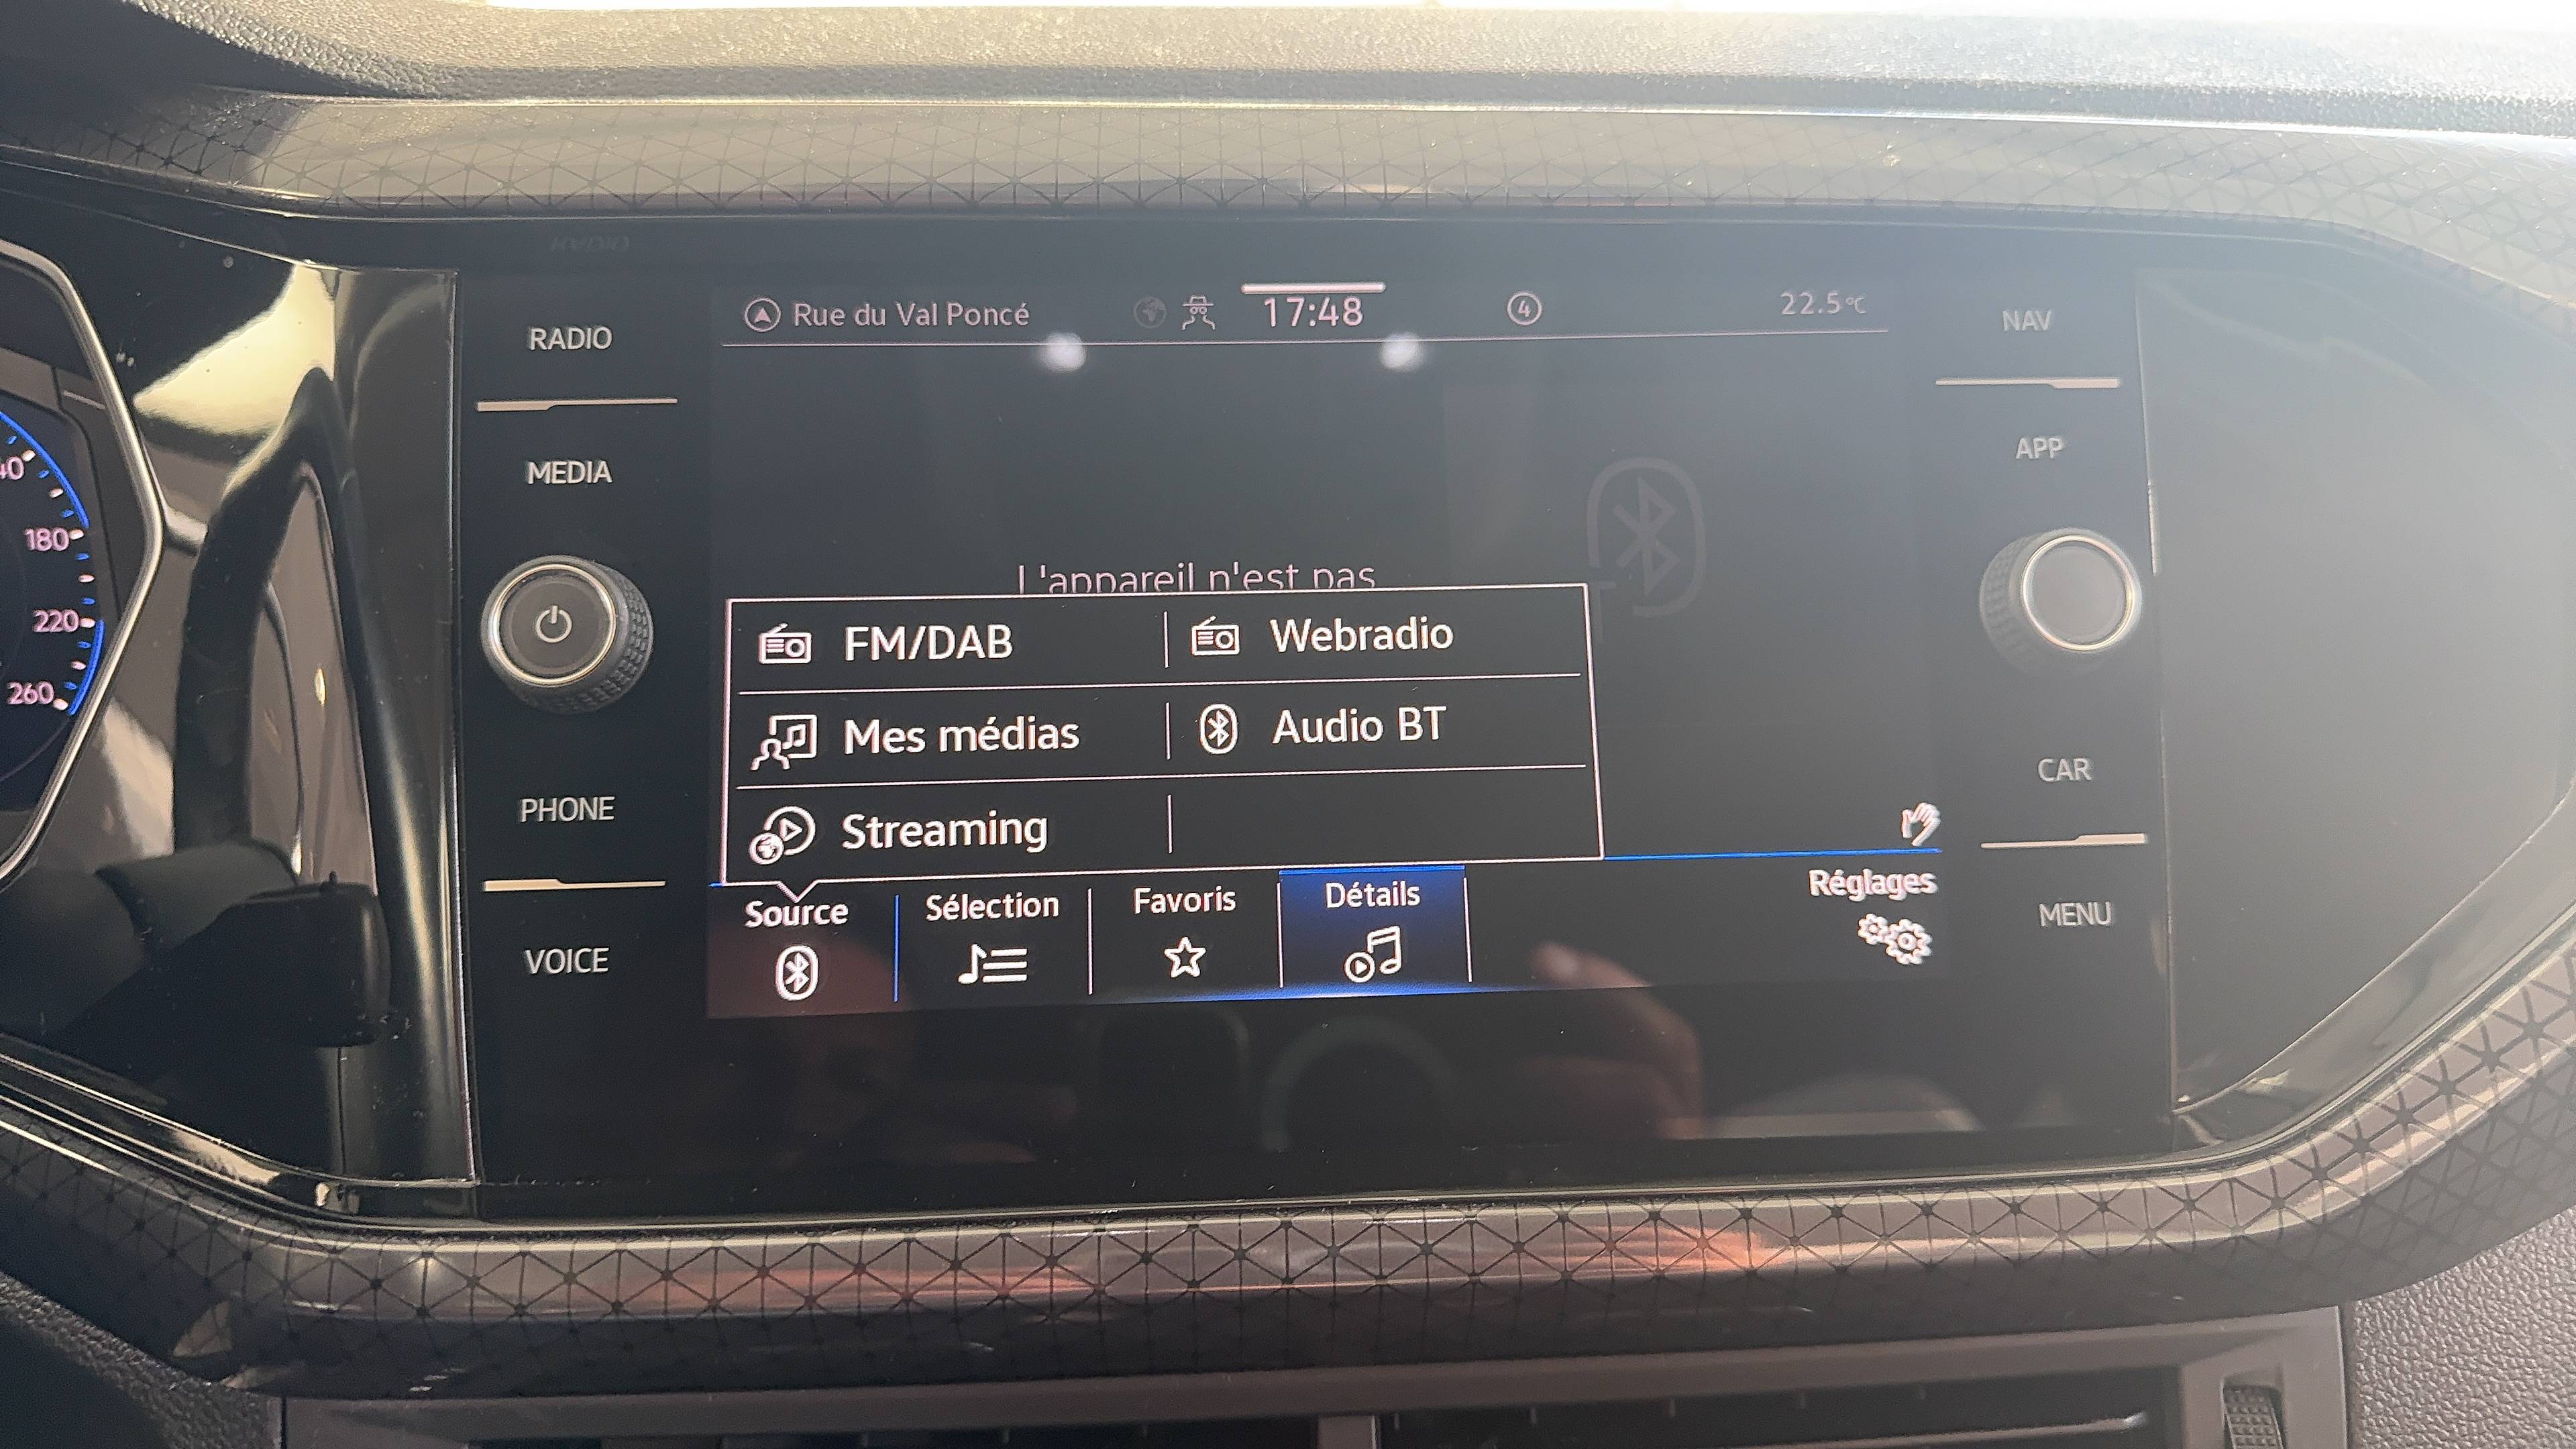 RADIO
MEDIA
PHONE
VOICE
Rue du Val Poncé
17:48
4
22.5°C
L'appareil n'est pas
FM/DAB
Webradio
Mes médias
Audio BT
Streaming
Source
Sélection
Favoris
Détails
Réglages
NAV
APP
CAR
MENU
180
220
260